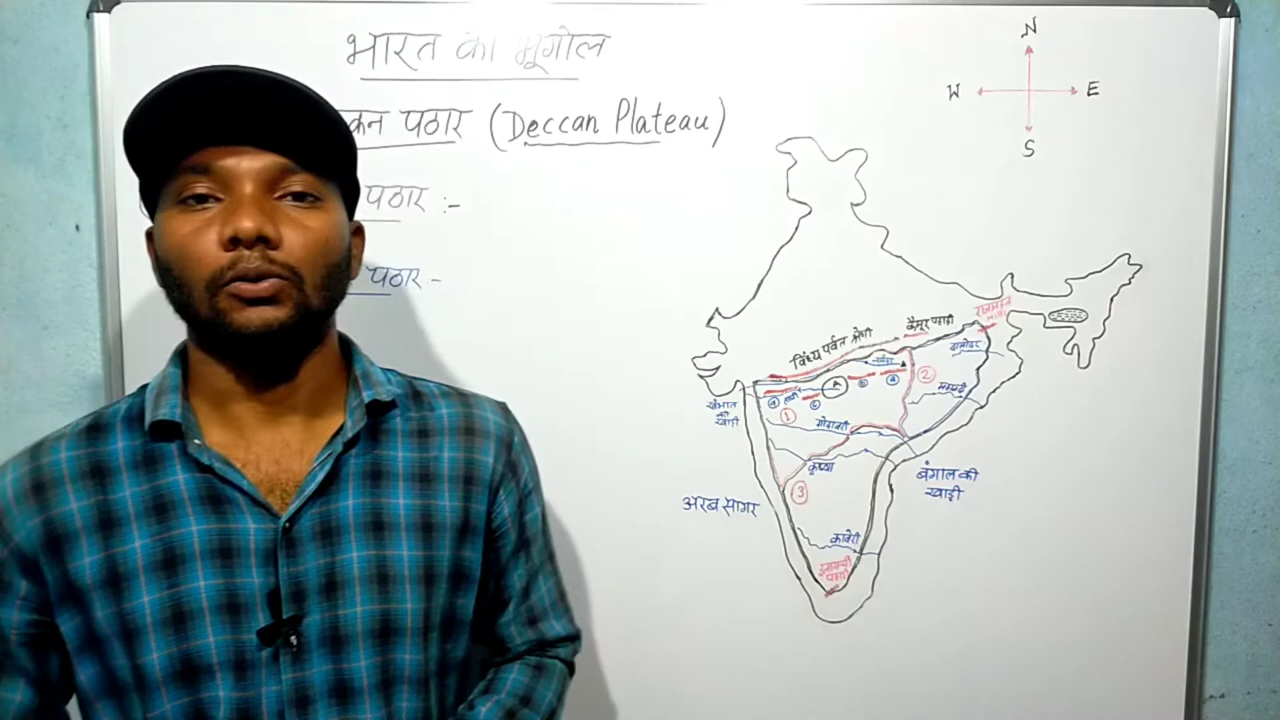 भारत का भूगोल
कन पठार (Deccan Plateau)
पठार :-
पठार -
N
W E
S
राजमहल
विंध्य पर्वत श्रेणी
कैमूर पहाड़ी
दामोदर
2
महानदी
A
खंभात
की
खाड़ी
1
गोदावरी
कृष्णा
3
अरब सागर
बंगाल की
खाड़ी
कावेरी